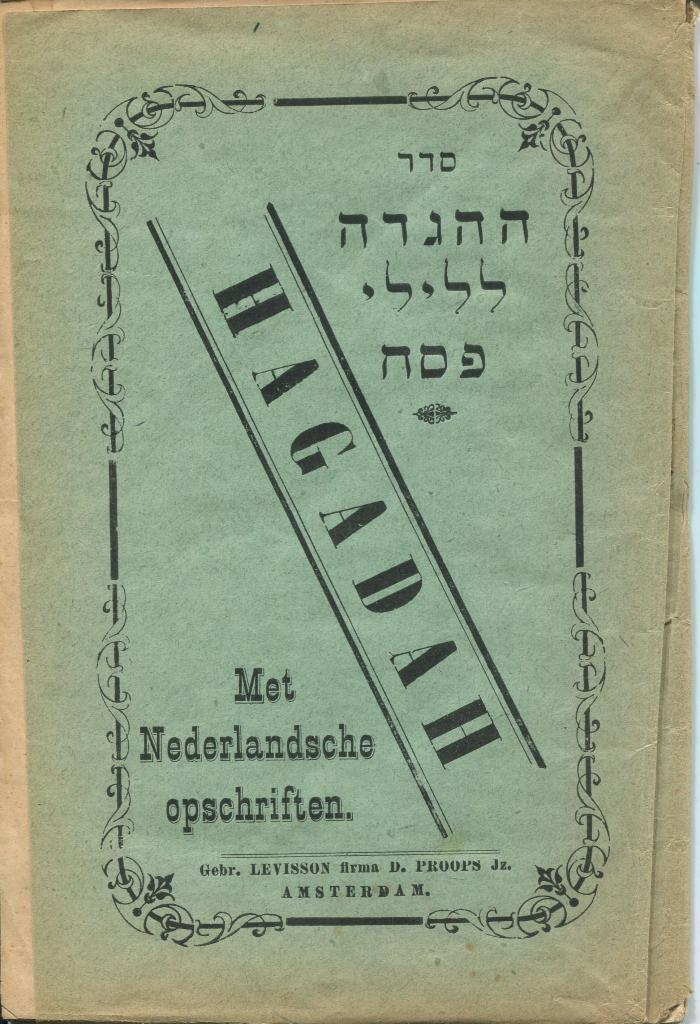 סדר
ההגדה
ללילי
פסח
HAGADAH
Met
Nederlandsche
opschriften.
Gebr. LEVISSON firma D. PROOPS Jz.
AMSTERDAM.